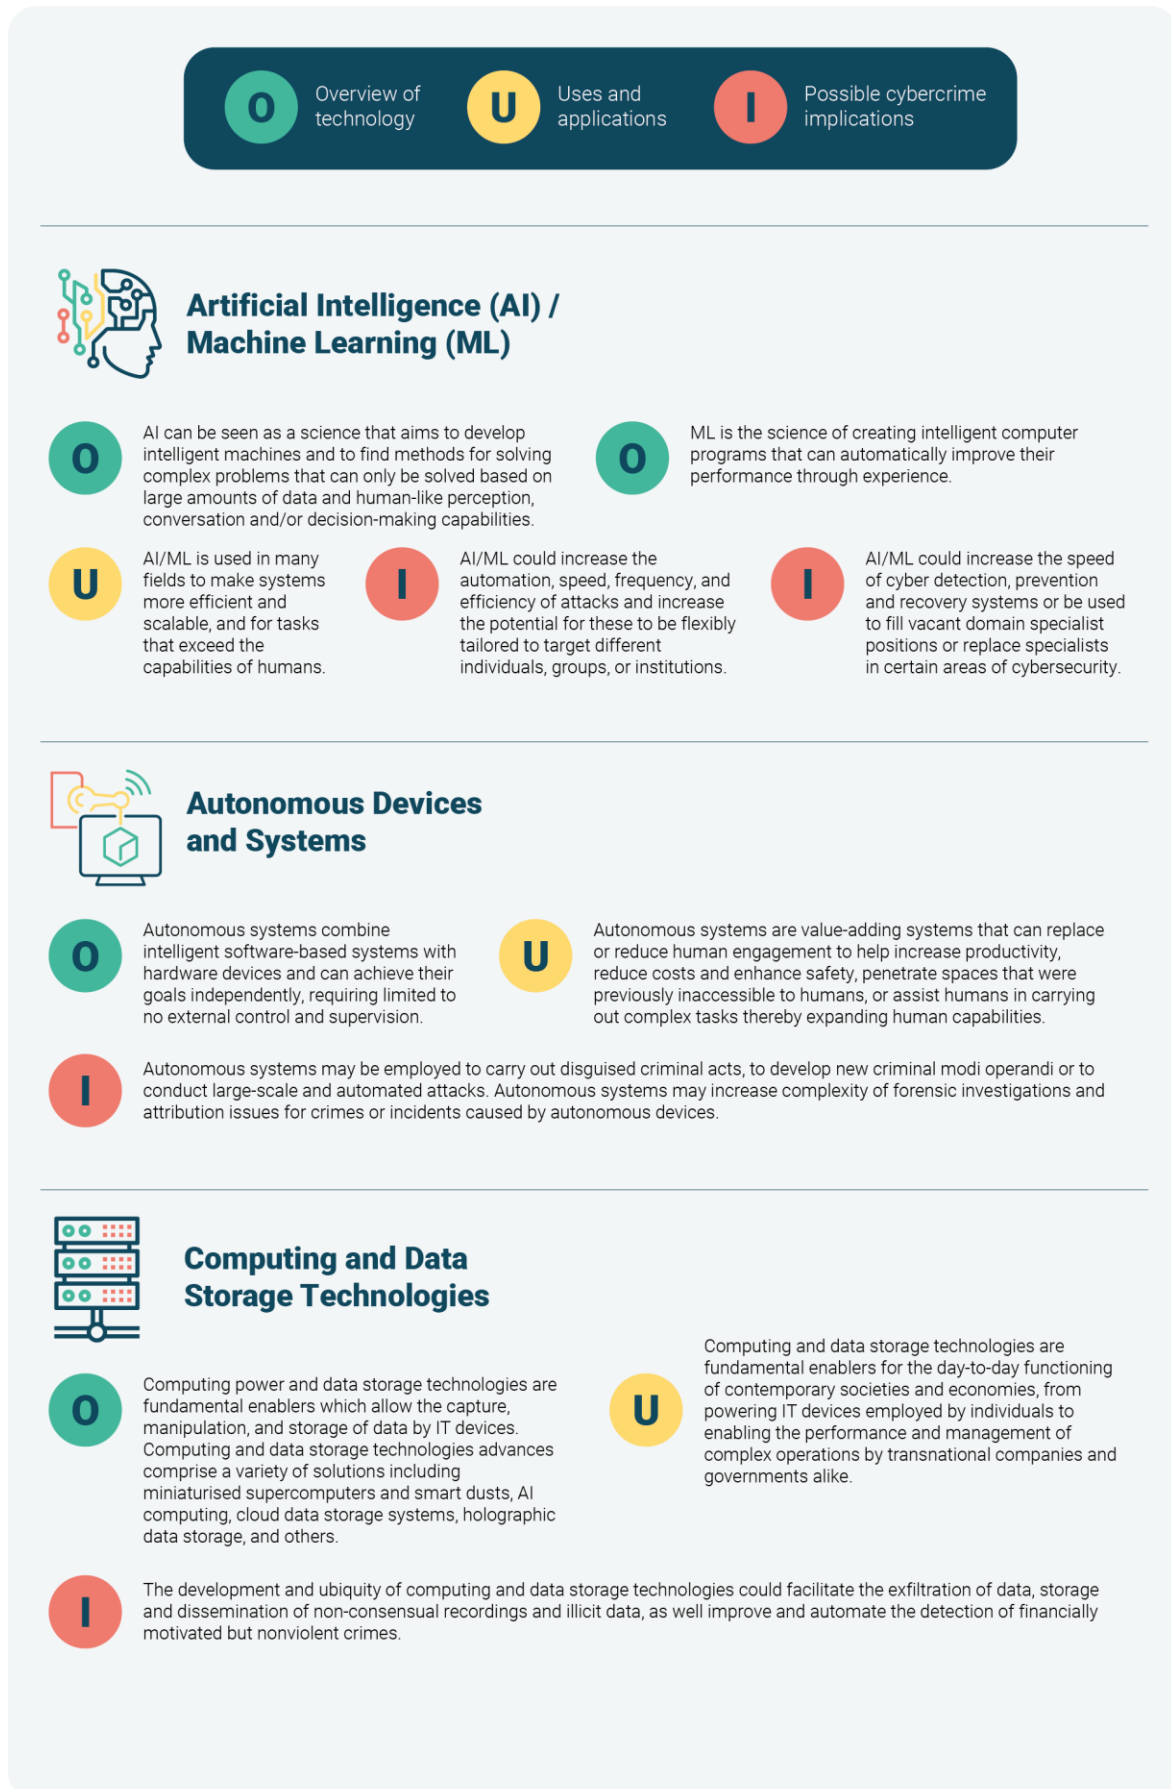 O
Overview of
technology
U
Uses and
applications
I
Possible cybercrime
implications
Artificial Intelligence (AI) /
Machine Learning (ML)
O
AI can be seen as a science that aims to develop
intelligent machines and to find methods for solving
complex problems that can only be solved based on
large amounts of data and human-like perception,
conversation and/or decision-making capabilities.
O
ML is the science of creating intelligent computer
programs that can automatically improve their
performance through experience.
U
AI/ML is used in many
fields to make systems
more efficient and
scalable, and for tasks
that exceed the
capabilities of humans.
I
AI/ML could increase the
automation, speed, frequency, and
efficiency of attacks and increase
the potential for these to be flexibly
tailored to target different
individuals, groups, or institutions.
I
AI/ML could increase the speed
of cyber detection, prevention
and recovery systems or be used
to fill vacant domain specialist
positions or replace specialists
in certain areas of cybersecurity.
Autonomous Devices
and Systems
O
Autonomous systems combine
intelligent software-based systems with
hardware devices and can achieve their
goals independently, requiring limited to
no external control and supervision.
U
Autonomous systems are value-adding systems that can replace
or reduce human engagement to help increase productivity,
reduce costs and enhance safety, penetrate spaces that were
previously inaccessible to humans, or assist humans in carrying
out complex tasks thereby expanding human capabilities.
I
Autonomous systems may be employed to carry out disguised criminal acts, to develop new criminal modi operandi or to
conduct large-scale and automated attacks. Autonomous systems may increase complexity of forensic investigations and
attribution issues for crimes or incidents caused by autonomous devices.
Computing and Data
Storage Technologies
O
Computing power and data storage technologies are
fundamental enablers which allow the capture,
manipulation, and storage of data by IT devices.
Computing and data storage technologies advances
comprise a variety of solutions including
miniaturised supercomputers and smart dusts, AI
computing, cloud data storage systems, holographic
data storage, and others.
U
Computing and data storage technologies are
fundamental enablers for the day-to-day functioning
of contemporary societies and economies, from
powering IT devices employed by individuals to
enabling the performance and management of
complex operations by transnational companies and
governments alike.
I
The development and ubiquity of computing and data storage technologies could facilitate the exfiltration of data, storage
and dissemination of non-consensual recordings and illicit data, as well improve and automate the detection of financially
motivated but nonviolent crimes.